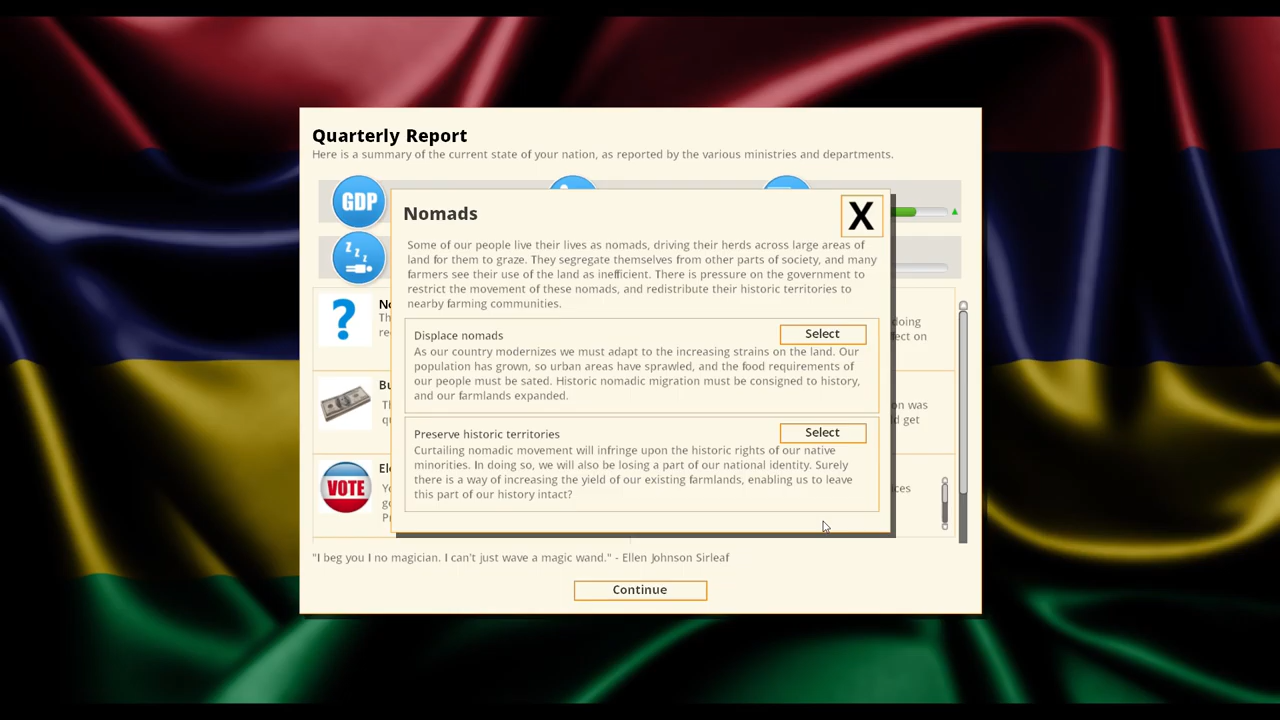 Quarterly Report
Here is a summary of the current state of your nation, as reported by the various ministries and departments.
GDP
Nomads
X
Some of our people live their lives as nomads, driving their herds across large areas of
land for them to graze. They segregate themselves from other parts of society, and many
farmers see their use of the land as inefficient. There is pressure on the government to
restrict the movement of these nomads, and redistribute their historic territories to
nearby farming communities.
Displace nomads
Select
As our country modernizes we must adapt to the increasing strains on the land. Our
population has grown, so urban areas have sprawled, and the food requirements of
our people must be sated. Historic nomadic migration must be consigned to history,
and our farmlands expanded.
Preserve historic territories
Select
Curtailing nomadic movement will infringe upon the historic rights of our native
minorities. In doing so, we will also be losing a part of our national identity. Surely
there is a way of increasing the yield of our existing farmlands, enabling us to leave
this part of our history intact?
z z z
?
doing
on was
VOTE
"I beg you I no magician. I can't just wave a magic wand." - Ellen Johnson Sirleaf
Continue